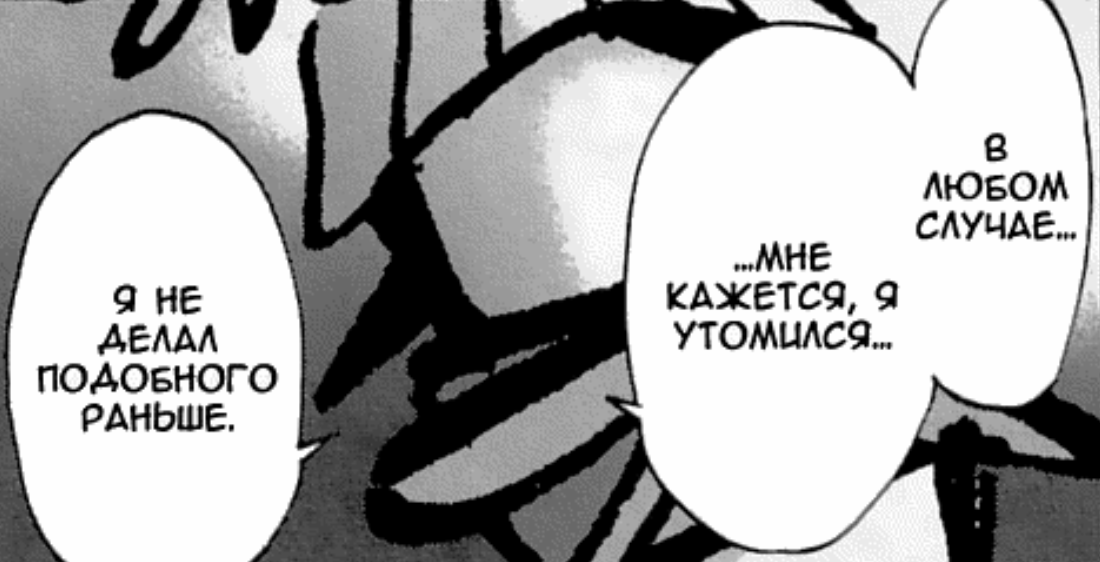 В
ЛЮБОМ
СЛУЧАЕ...
...МНЕ
КАЖЕТСЯ, Я
УТОМИЛСЯ...
Я НЕ
ДЕЛАЛ
ПОДОБНОГО
РАНЬШЕ.